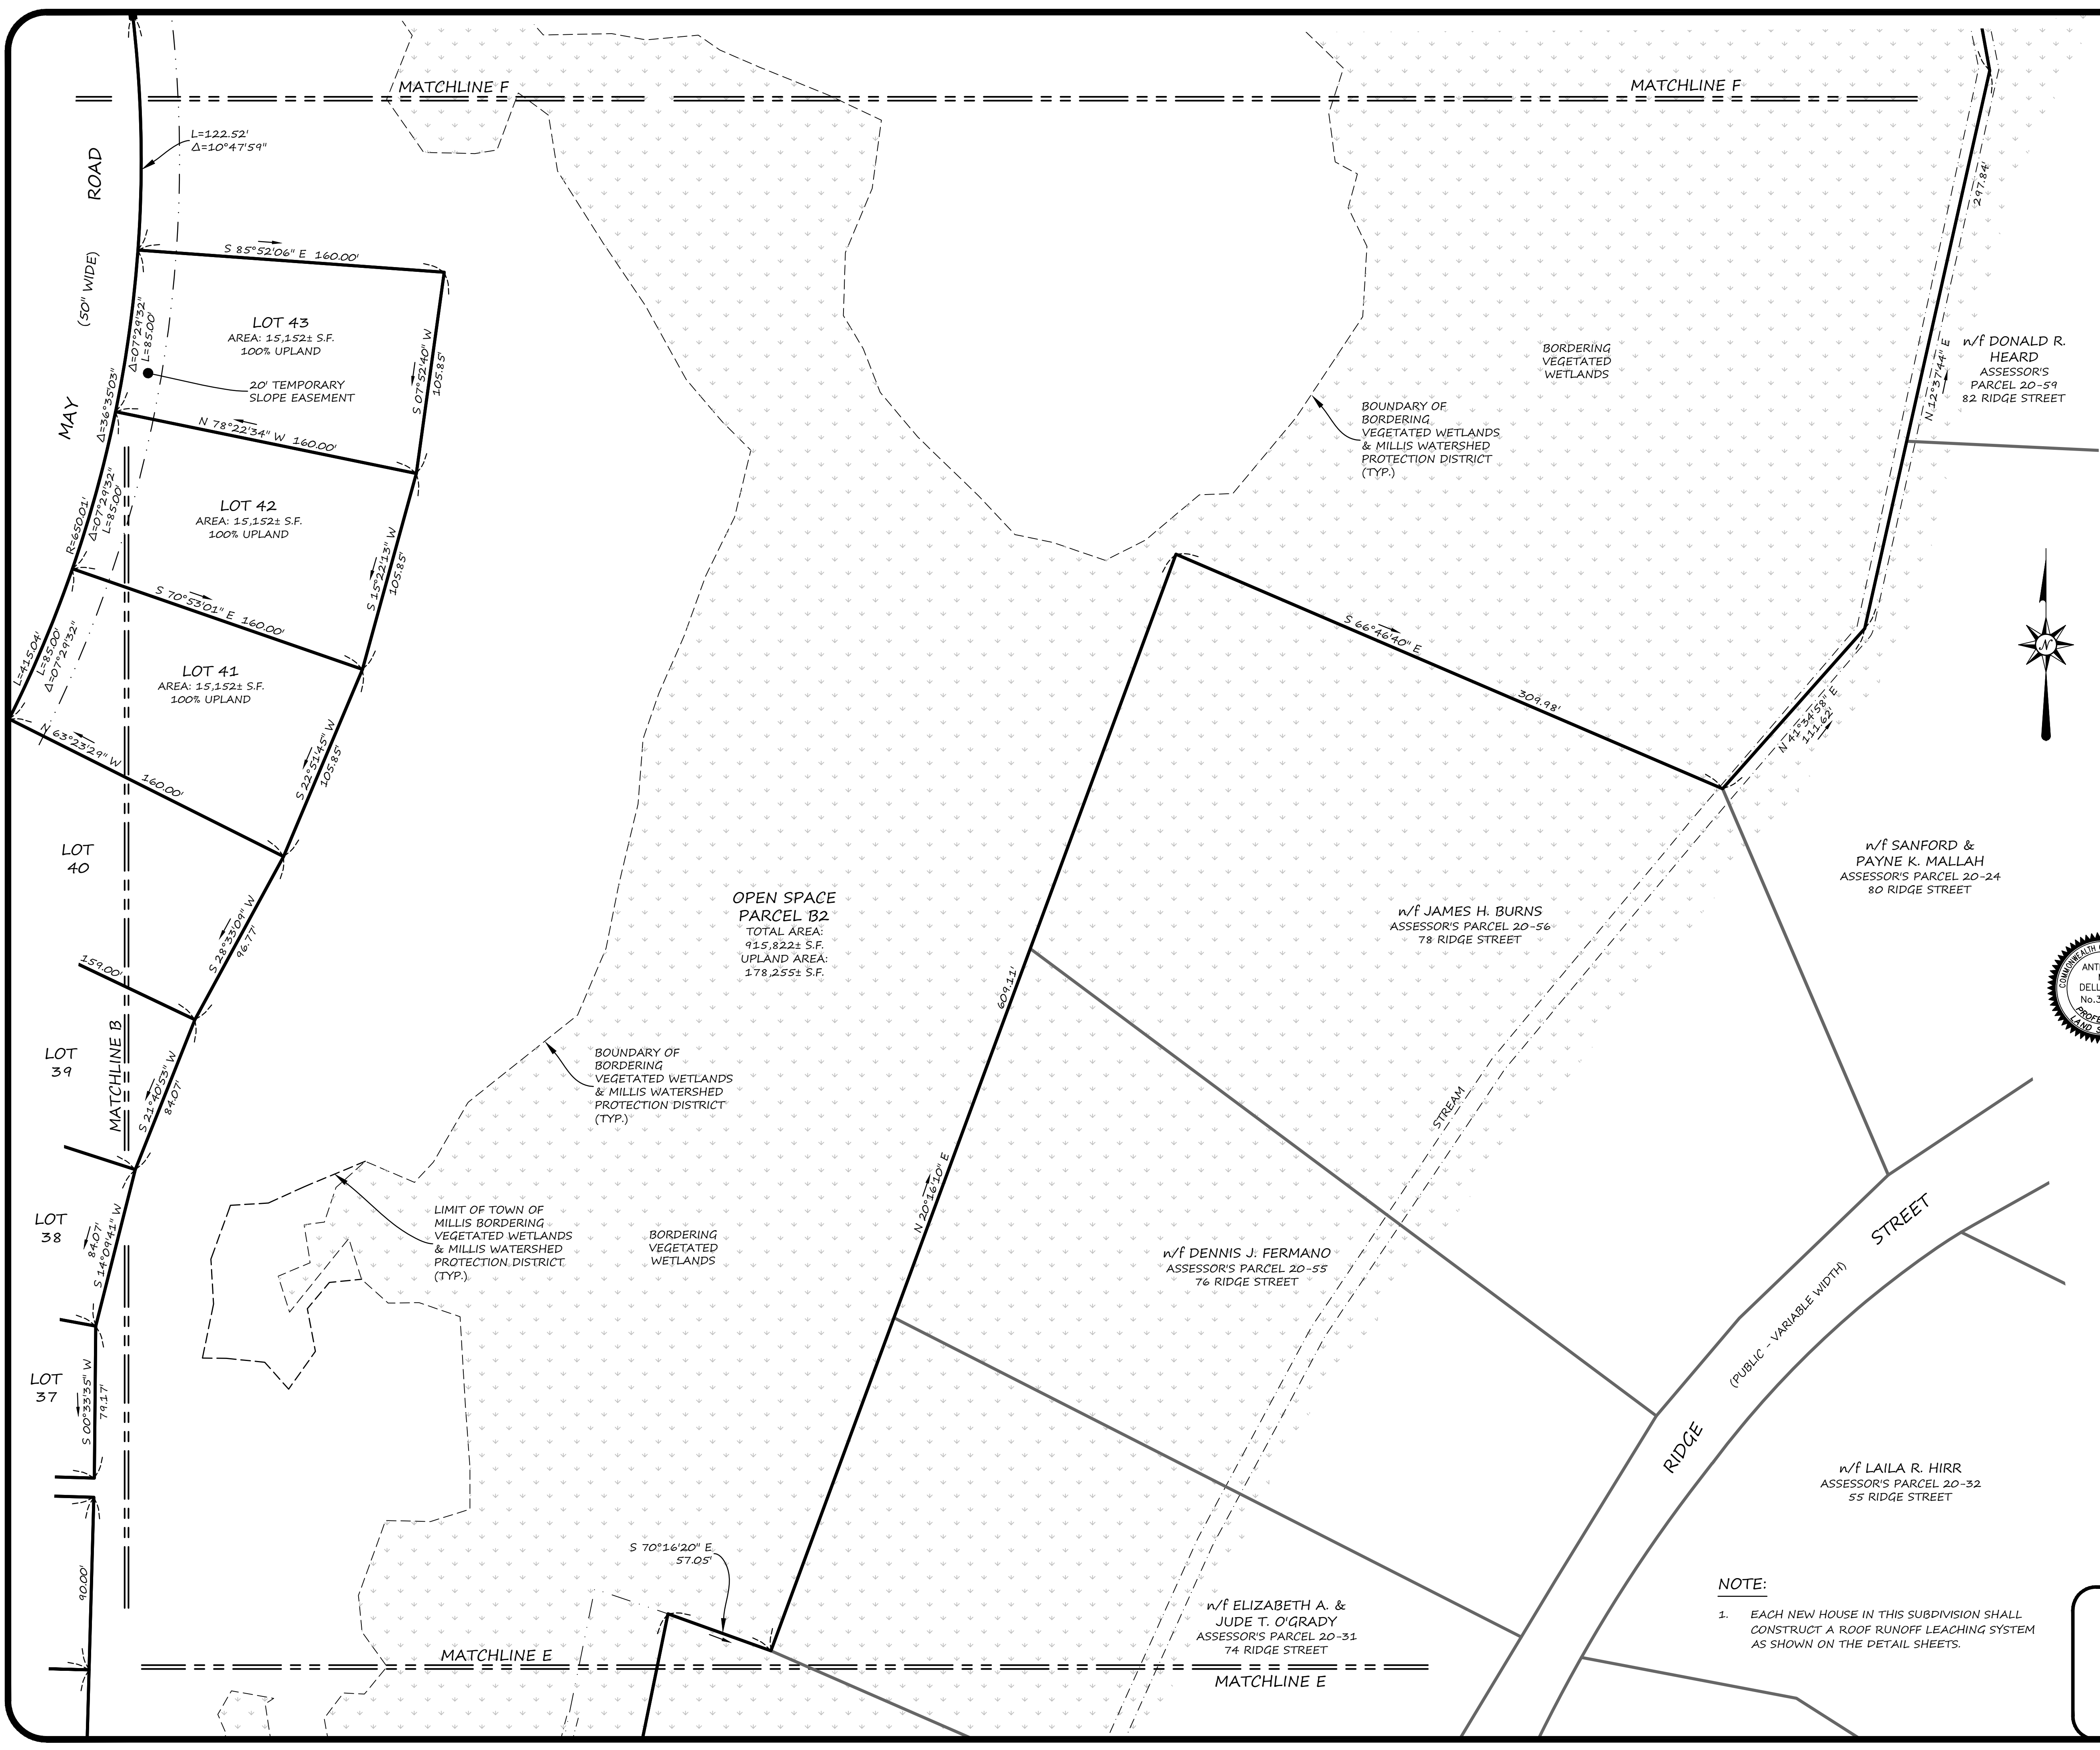 MATCHLINE F
MATCHLINE F
L=122.52'
Δ=10°47'59"
MAY ROAD
(50" WIDE)
297.84'
N 12°37'44" E
S 85°52'06" E 160.00'
LOT 43
AREA: 15,152± S.F.
100% UPLAND
Δ=07°29'32"
L=85.00'
S 07°52'40" W
105.85'
20' TEMPORARY
SLOPE EASEMENT
Δ=36°35'03"
R=650.01'
L=415.04'
N 78°22'34" W 160.00'
LOT 42
AREA: 15,152± S.F.
100% UPLAND
Δ=07°29'32"
L=85.00'
S 15°22'13" W
105.85'
S 70°53'01" E 160.00'
LOT 41
AREA: 15,152± S.F.
100% UPLAND
L=85.00'
Δ=07°29'32"
S 22°51'45" W
105.85'
N 63°23'29" W
160.00'
LOT
40
S 28°33'09" W
96.77'
159.00'
LOT
39
MATCHLINE B
S 21°40'53" W
84.07'
LOT
38
84.07'
S 14°09'41" W
LOT
37
S 00°33'35" W
79.17'
90.00'
BORDERING
VEGETATED
WETLANDS
BOUNDARY OF
BORDERING
VEGETATED WETLANDS
& MILLIS WATERSHED
PROTECTION DISTRICT
(TYP.)
n/f DONALD R.
HEARD
ASSESSOR'S
PARCEL 20-59
82 RIDGE STREET
S 66°46'40" E
309.98'
N 41°34'58" E
111.62'
N
n/f SANFORD &
PAYNE K. MALLAH
ASSESSOR'S PARCEL 20-24
80 RIDGE STREET
OPEN SPACE
PARCEL B2
TOTAL AREA:
915,822± S.F.
UPLAND AREA:
178,255± S.F.
n/f JAMES H. BURNS
ASSESSOR'S PARCEL 20-56
78 RIDGE STREET
609.11'
N 20°16'10" E
BOUNDARY OF
BORDERING
VEGETATED WETLANDS
& MILLIS WATERSHED
PROTECTION DISTRICT
(TYP.)
STREAM
LIMIT OF TOWN OF
MILLIS BORDERING
VEGETATED WETLANDS
& MILLIS WATERSHED
PROTECTION DISTRICT
(TYP.)
BORDERING
VEGETATED
WETLANDS
n/f DENNIS J. FERMANO
ASSESSOR'S PARCEL 20-55
76 RIDGE STREET
RIDGE STREET
(PUBLIC - VARIABLE WIDTH)
n/f LAILA R. HIRR
ASSESSOR'S PARCEL 20-32
55 RIDGE STREET
S 70°16'20" E
57.05'
n/f ELIZABETH A. &
JUDE T. O'GRADY
ASSESSOR'S PARCEL 20-31
74 RIDGE STREET
MATCHLINE E
MATCHLINE E
NOTE:
1. EACH NEW HOUSE IN THIS SUBDIVISION SHALL
CONSTRUCT A ROOF RUNOFF LEACHING SYSTEM
AS SHOWN ON THE DETAIL SHEETS.
COMMONWEALTH